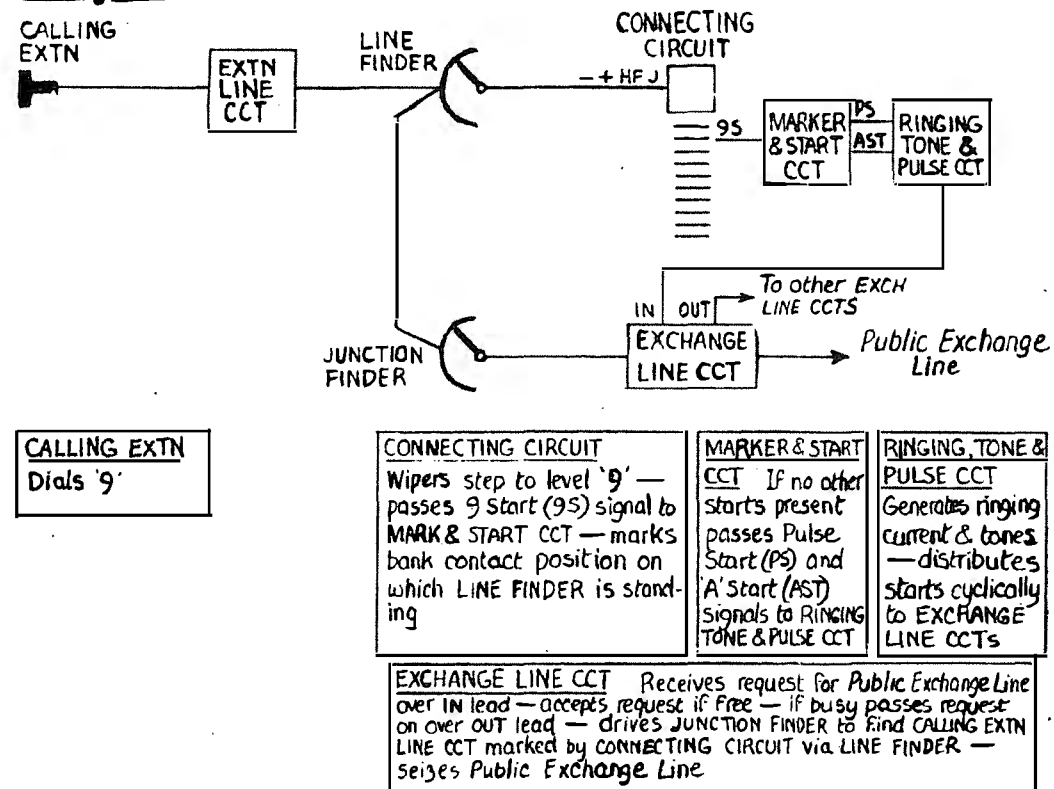 CALLING
EXTN
EXTN
LINE
CCT
LINE
FINDER
CONNECTING
CIRCUIT
- + HFJ
9S
MARKER
& START
CCT
PS
AST
RINGING
TONE &
PULSE CCT
To other EXCH
LINE CCTS
IN OUT
EXCHANGE
LINE CCT
Public Exchange
Line
JUNCTION
FINDER
CALLING EXTN
Dials '9'
CONNECTING CIRCUIT
Wipers step to level '9' —
passes 9 Start (9S) signal to
MARK & START CCT — marks
bank contact position on
which LINE FINDER is stand-
ing
MARKER & START
CCT If no other
starts present
passes Pulse
Start (PS) and
'A' Start (AST)
signals to RINGING
TONE & PULSE CCT
RINGING, TONE &
PULSE CCT
Generates ringing
current & tones
— distributes
starts cyclically
to EXCHANGE
LINE CCTs
EXCHANGE LINE CCT Receives request for Public Exchange Line
over IN lead — accepts request if free — if busy passes request
on over OUT lead — drives JUNCTION FINDER to find CALLING EXTN
LINE CCT marked by CONNECTING CIRCUIT via LINE FINDER —
seizes Public Exchange Line